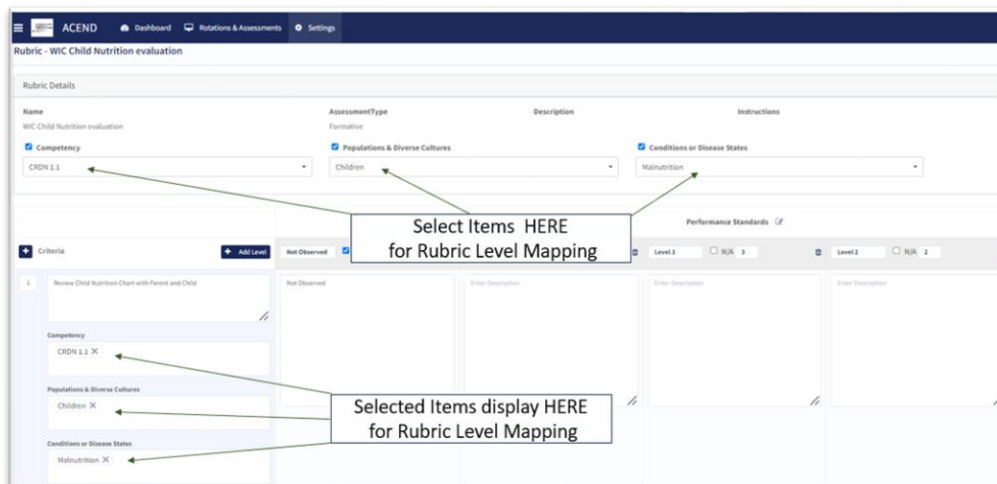 ACEND Dashboard Rotations & Assessments Settings
Rubric - WIC Child Nutrition evaluation
Rubric Details
Name AssessmentType Description Instructions
WIC Child Nutrition evaluation Formative
Competency Populations & Diverse Cultures Conditions or Disease States
CRDN 1.1 Children Malnutrition
Select Items HERE
for Rubric Level Mapping
Performance Standards
Criteria Add Level Not Observed Level 3 N/A 3 Level 2 N/A 2
1 Review Child Nutrition Chart with Parent and Child Not Observed Enter Description Enter Description Enter Description
Competency
CRDN 1.1 X
Populations & Diverse Cultures
Children X
Selected Items display HERE
for Rubric Level Mapping
Conditions or Disease States
Malnutrition X